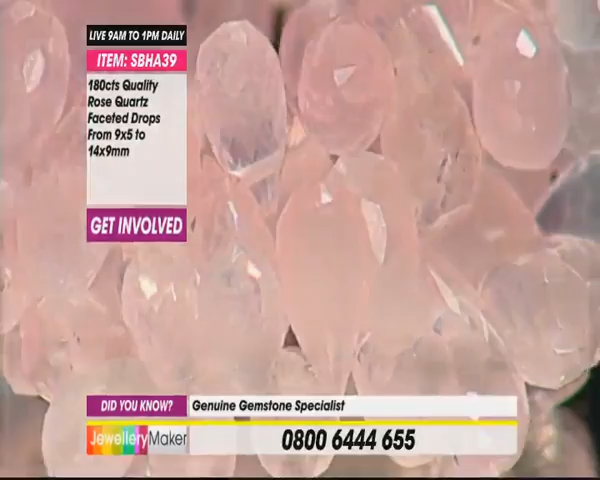 LIVE 9AM TO 1PM DAILY
ITEM: SBHA39
180cts Quality
Rose Quartz
Faceted Drops
From 9x5 to
14x9mm
GET INVOLVED
DID YOU KNOW? Genuine Gemstone Specialist
JewelleryMaker 0800 6444 655